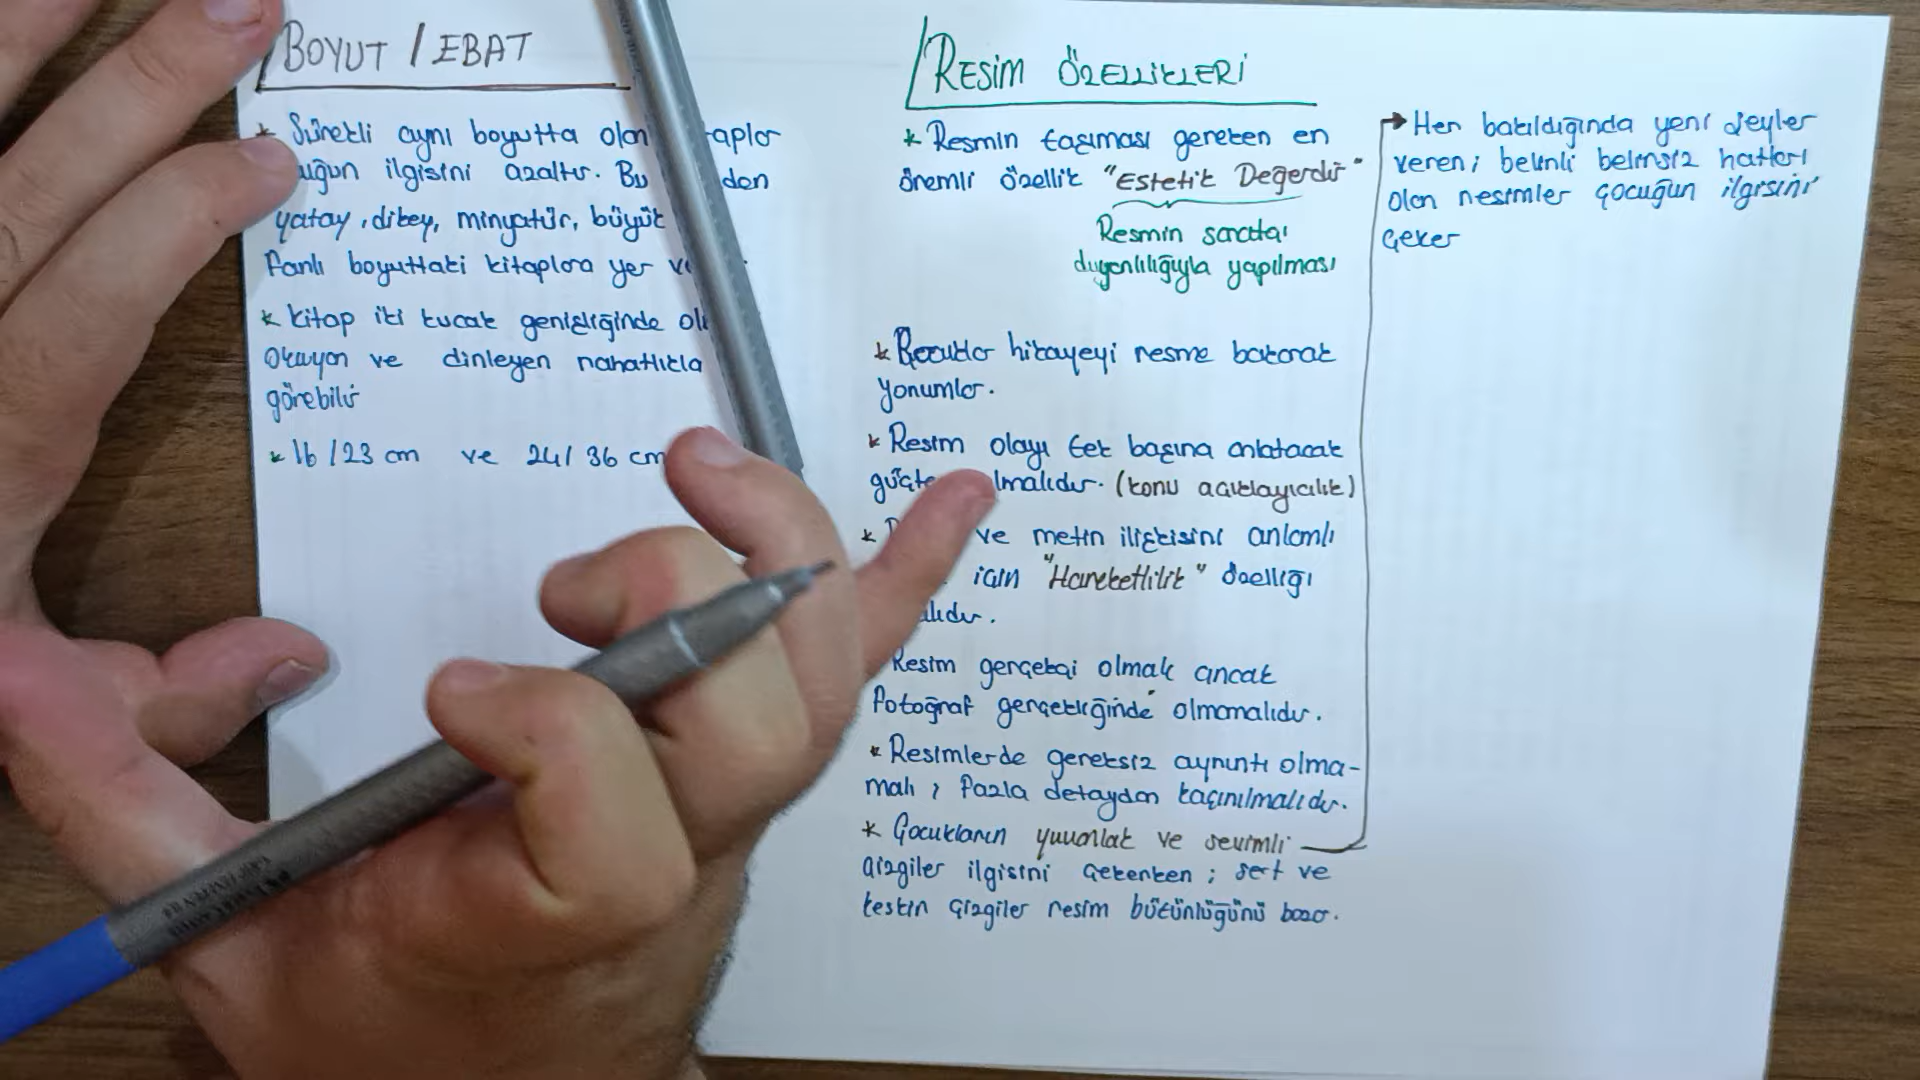 BOYUT / EBAT
* Sürekli aynı boyutta olan
ilgisini azaltır. Bu
yatay, dikey, minyatür, büyük
farklı boyuttaki kitaplara yer
* Kitap iki kucak genişliğinde
Okuyan ve dinleyen rahatlıkla
görebilir
* 16 / 23 cm ve 24 / 36 cm
RESİM ÖZELLİKLERİ
* Resmin taşıması gereken en
önemli özellik "Estetik Değerdir"
Resmin sanatsal
duyarlılığıyla yapılması
* Çocuklar hikayeyi resme bakarak
yorumlar.
* Resim olayı tek başına anlatacak
olmalıdır. (konu açıklayıcılık)
* ve metin ilişkisini anlamlı
için "Hareketlilik" özelliği
Resim gerçekçi olmalı ancak
fotoğraf gerçekliğinde olmamalıdır.
* Resimlerde gereksiz ayrıntı olma-
malı, fazla detaydan kaçınılmalıdır.
* Çocukların yuvarlak ve sevimli
çizgiler ilgisini çekerken ; sert ve
keskin çizgiler resim bütünlüğünü bozar.
Her bakıldığında yeni şeyler
veren; belirli belirsiz hatları
olan resimler çocuğun ilgisini
çeker